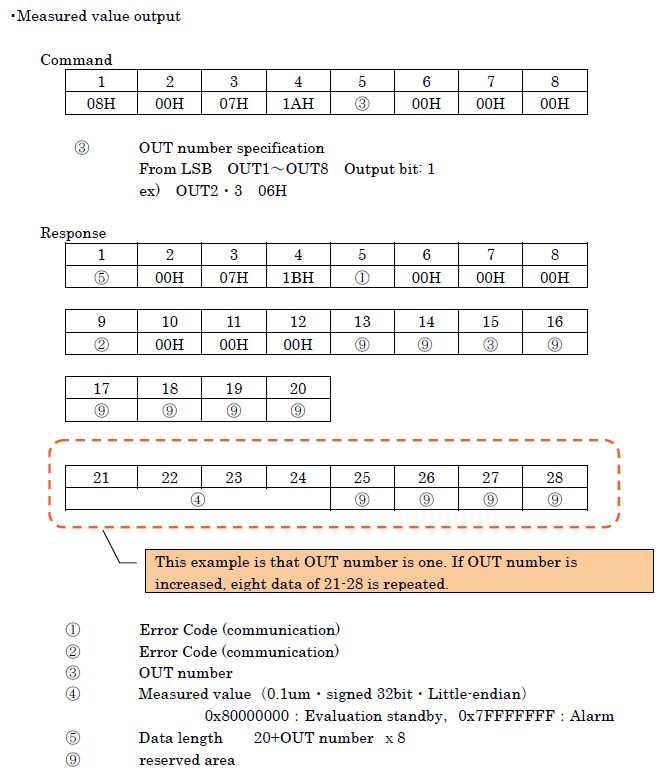 ・Measured value output
Command
1 2 3 4 5 6 7 8
08H 00H 07H 1AH ③ 00H 00H 00H
③ OUT number specification
From LSB OUT1～OUT8 Output bit: 1
ex) OUT2・3 06H
Response
1 2 3 4 5 6 7 8
⑤ 00H 07H 1BH ① 00H 00H 00H
9 10 11 12 13 14 15 16
② 00H 00H 00H ⑨ ⑨ ③ ⑨
17 18 19 20
⑨ ⑨ ⑨ ⑨
21 22 23 24 25 26 27 28
④ ⑨ ⑨ ⑨ ⑨
This example is that OUT number is one. If OUT number is
increased, eight data of 21-28 is repeated.
① Error Code (communication)
② Error Code (communication)
③ OUT number
④ Measured value（0.1um・signed 32bit・Little-endian）
0x80000000：Evaluation standby，0x7FFFFFFF：Alarm
⑤ Data length 20+OUT number x 8
⑨ reserved area